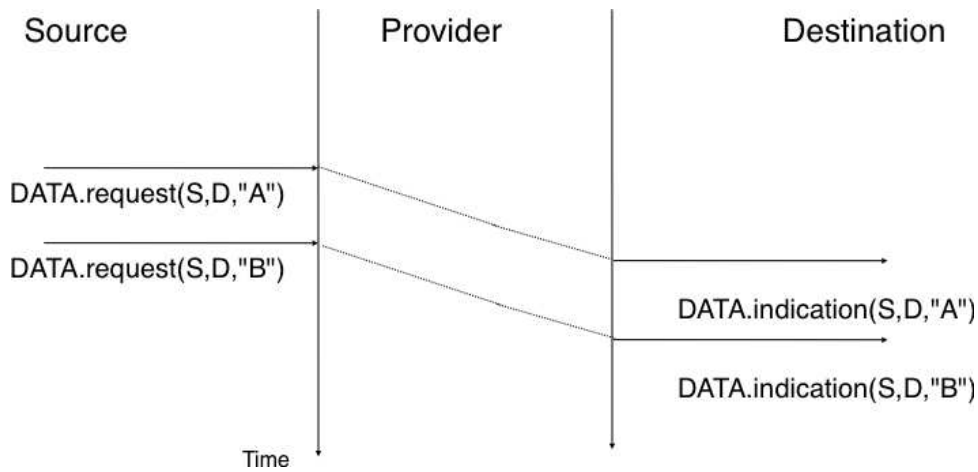 Source Provider Destination
DATA.request(S,D,"A")
DATA.request(S,D,"B")
DATA.indication(S,D,"A")
DATA.indication(S,D,"B")
Time